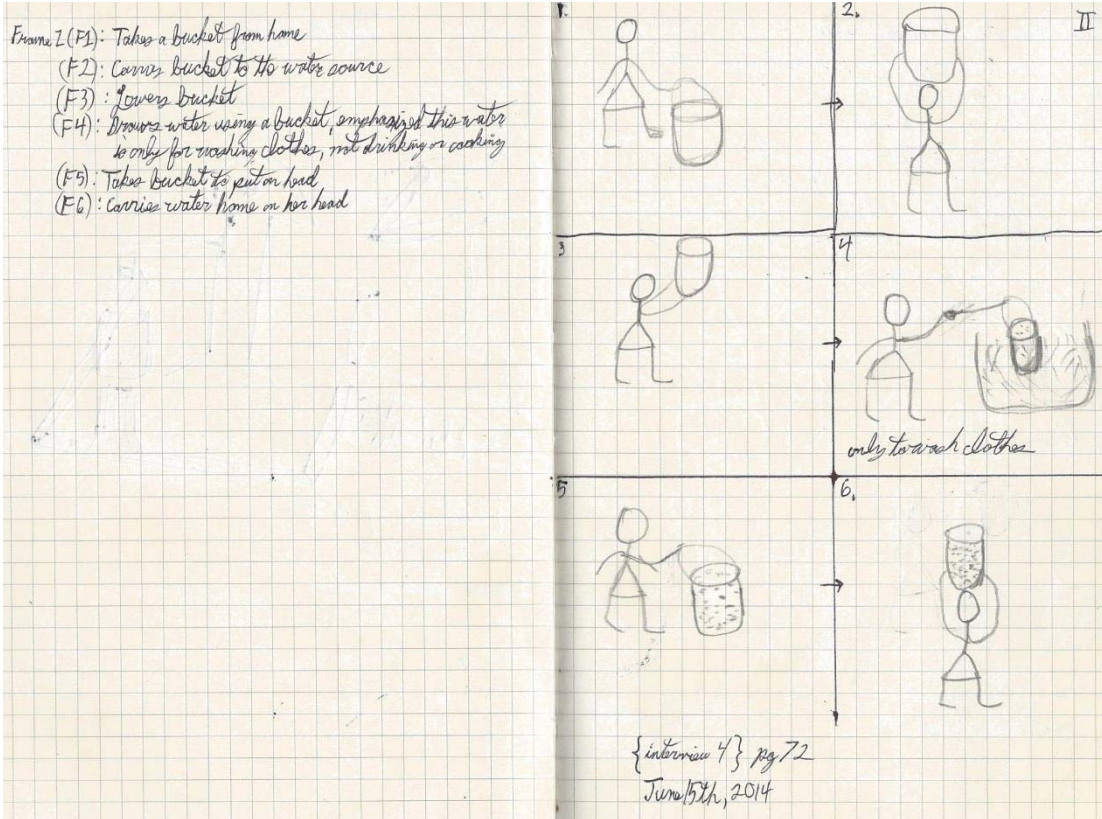 Frame 1 (F1): Takes a bucket from home
(F2): Carries bucket to the water source
(F3): Lowers bucket
(F4): Draws water using a bucket, emphasized this water
is only for washing clothes, not drinking or cooking
(F5): Takes bucket to put on head
(F6): Carries water home on her head
1.
2.
II
3
4
only to wash clothes
5
6.
{interview 4} pg 72
June 15th, 2014